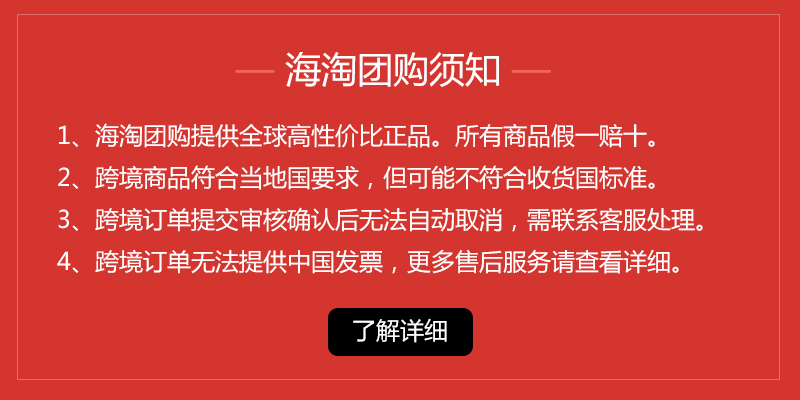 海淘团购须知
1、海淘团购提供全球高性价比正品。所有商品假一赔十。
2、跨境商品符合当地国要求，但可能不符合收货国标准。
3、跨境订单提交审核确认后无法自动取消，需联系客服处理。
4、跨境订单无法提供中国发票，更多售后服务请查看详细。
了解详细